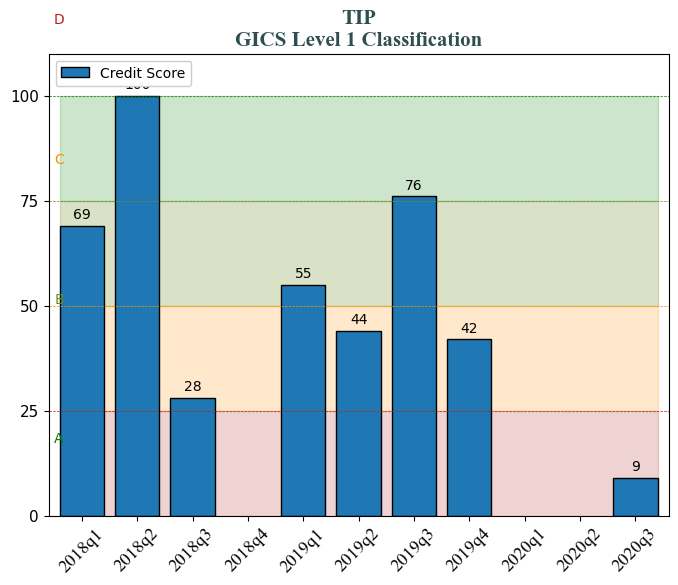 D
TIP
GICS Level 1 Classification
Credit Score
100
C
75
76
69
B
50
55
44
42
25
28
A
9
0
2018q1
2018q2
2018q3
2018q4
2019q1
2019q2
2019q3
2019q4
2020q1
2020q2
2020q3